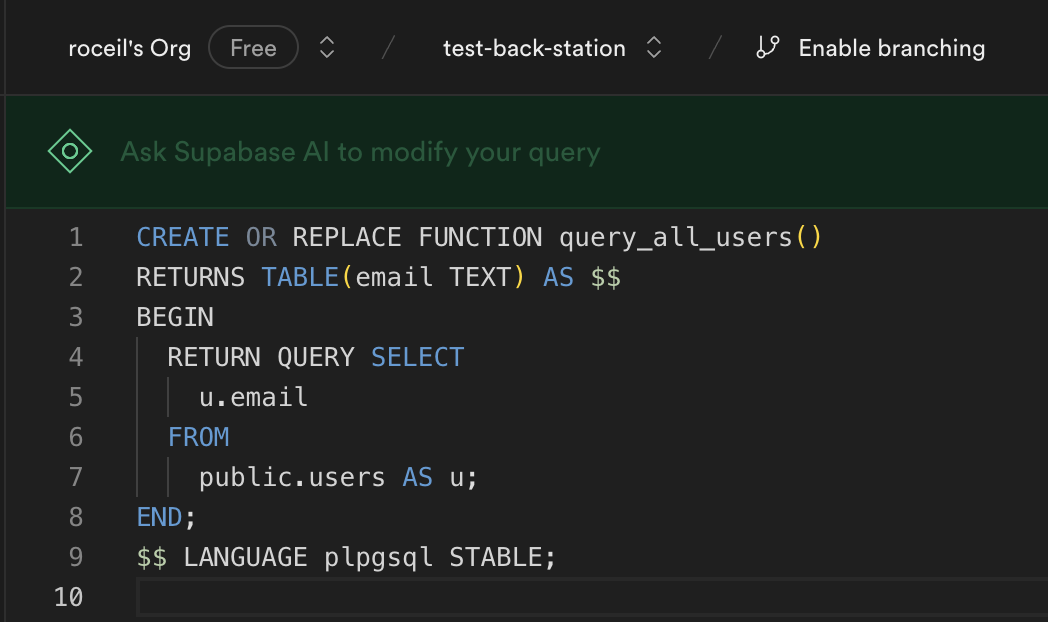 roceil's Org Free / test-back-station / Enable branching
Ask Supabase AI to modify your query
1 CREATE OR REPLACE FUNCTION query_all_users()
2 RETURNS TABLE(email TEXT) AS $$
3 BEGIN
4 RETURN QUERY SELECT
5 u.email
6 FROM
7 public.users AS u;
8 END;
9 $$ LANGUAGE plpgsql STABLE;
10